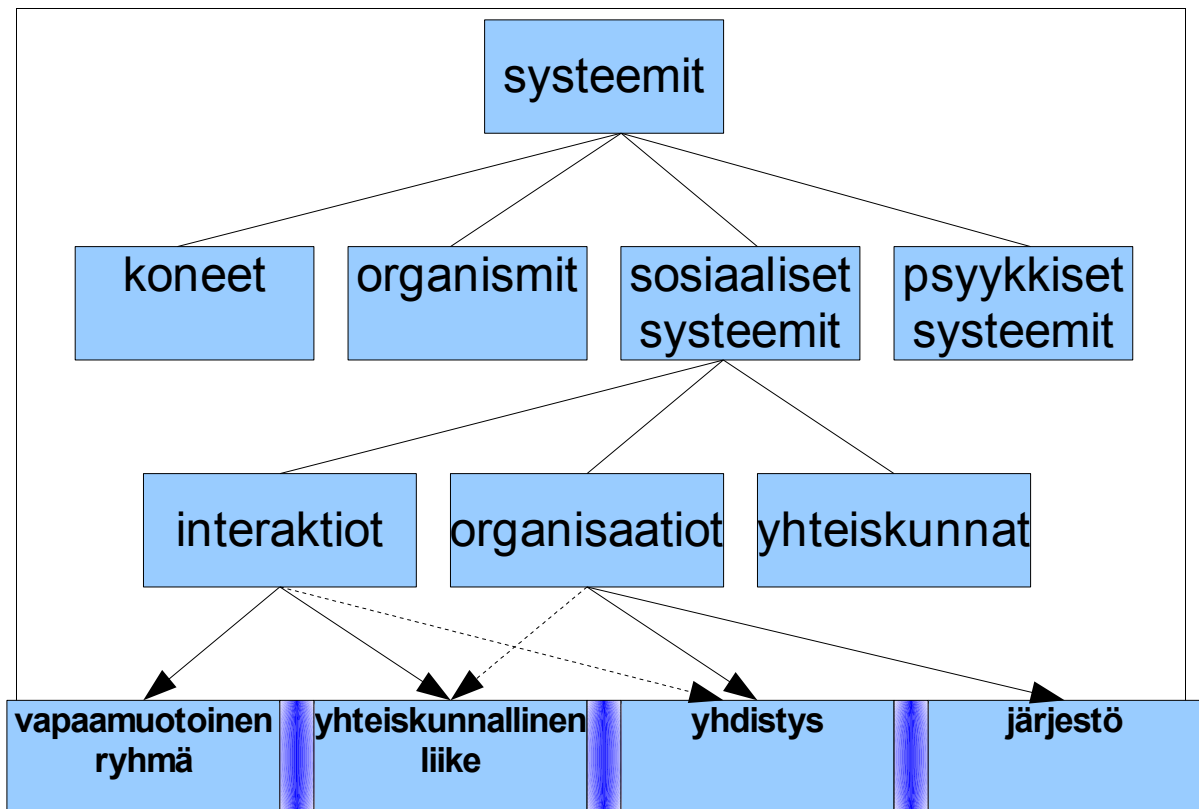 systeemit
koneet
organismit
sosiaaliset
systeemit
psyykkiset
systeemit
interaktiot
organisaatiot
yhteiskunnat
vapaamuotoinen
ryhmä
yhteiskunnallinen
liike
yhdistys
järjestö